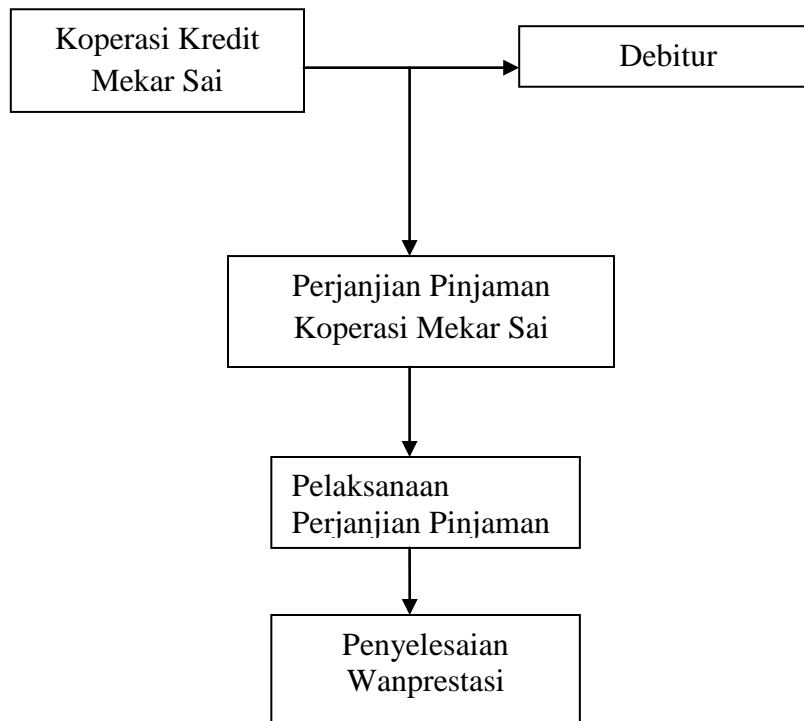 Koperasi Kredit
Mekar Sai
Debitur
Perjanjian Pinjaman
Koperasi Mekar Sai
Pelaksanaan
Perjanjian Pinjaman
Penyelesaian
Wanprestasi